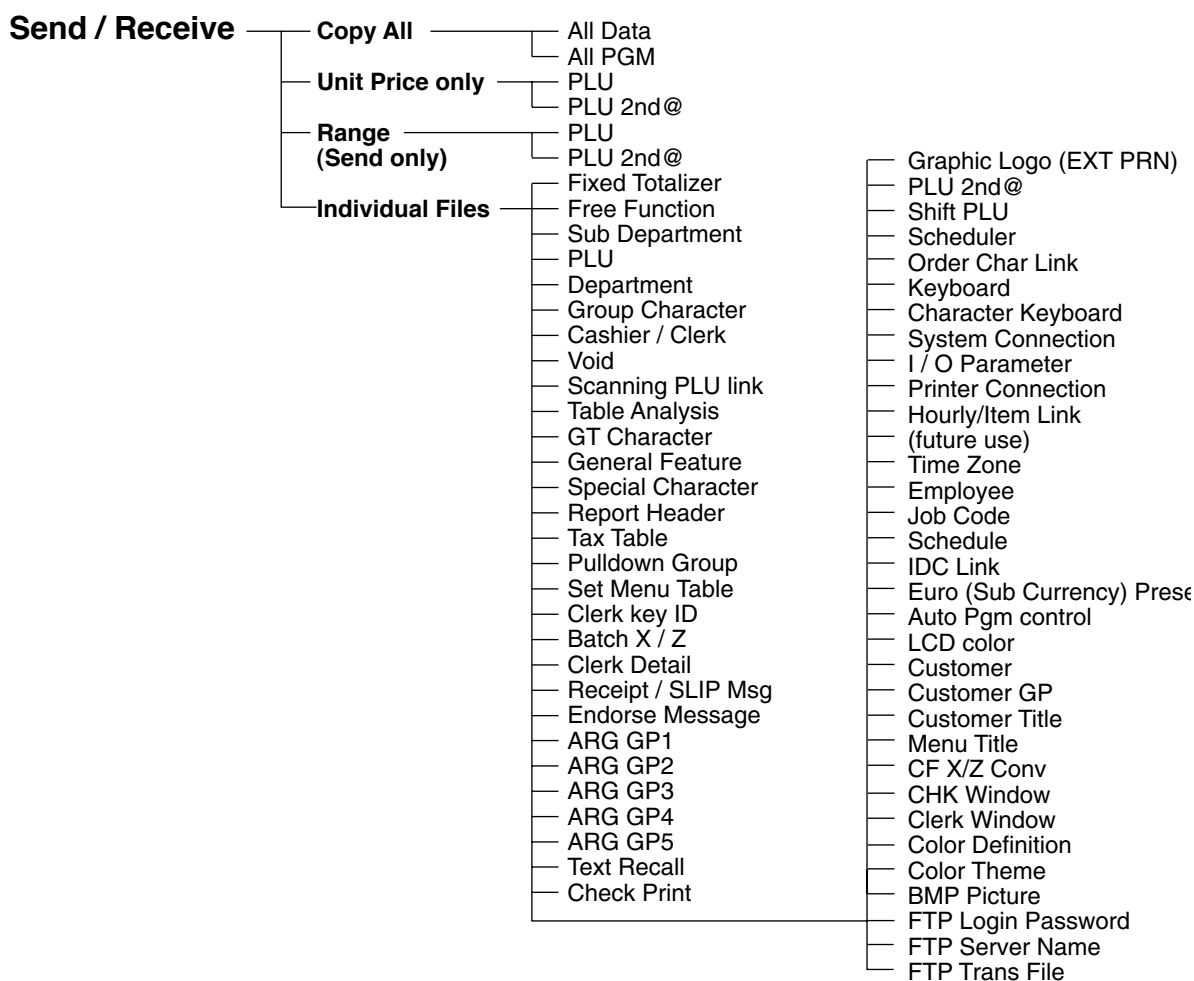 Send / Receive
Copy All
All Data
All PGM
Unit Price only
PLU
PLU 2nd@
Range
(Send only)
PLU
PLU 2nd@
Individual Files
Fixed Totalizer
Free Function
Sub Department
PLU
Department
Group Character
Cashier / Clerk
Void
Scanning PLU link
Table Analysis
GT Character
General Feature
Special Character
Report Header
Tax Table
Pulldown Group
Set Menu Table
Clerk key ID
Batch X / Z
Clerk Detail
Receipt / SLIP Msg
Endorse Message
ARG GP1
ARG GP2
ARG GP3
ARG GP4
ARG GP5
Text Recall
Check Print
Graphic Logo (EXT PRN)
PLU 2nd@
Shift PLU
Scheduler
Order Char Link
Keyboard
Character Keyboard
System Connection
I / O Parameter
Printer Connection
Hourly/Item Link
(future use)
Time Zone
Employee
Job Code
Schedule
IDC Link
Euro (Sub Currency) Prese
Auto Pgm control
LCD color
Customer
Customer GP
Customer Title
Menu Title
CF X/Z Conv
CHK Window
Clerk Window
Color Definition
Color Theme
BMP Picture
FTP Login Password
FTP Server Name
FTP Trans File